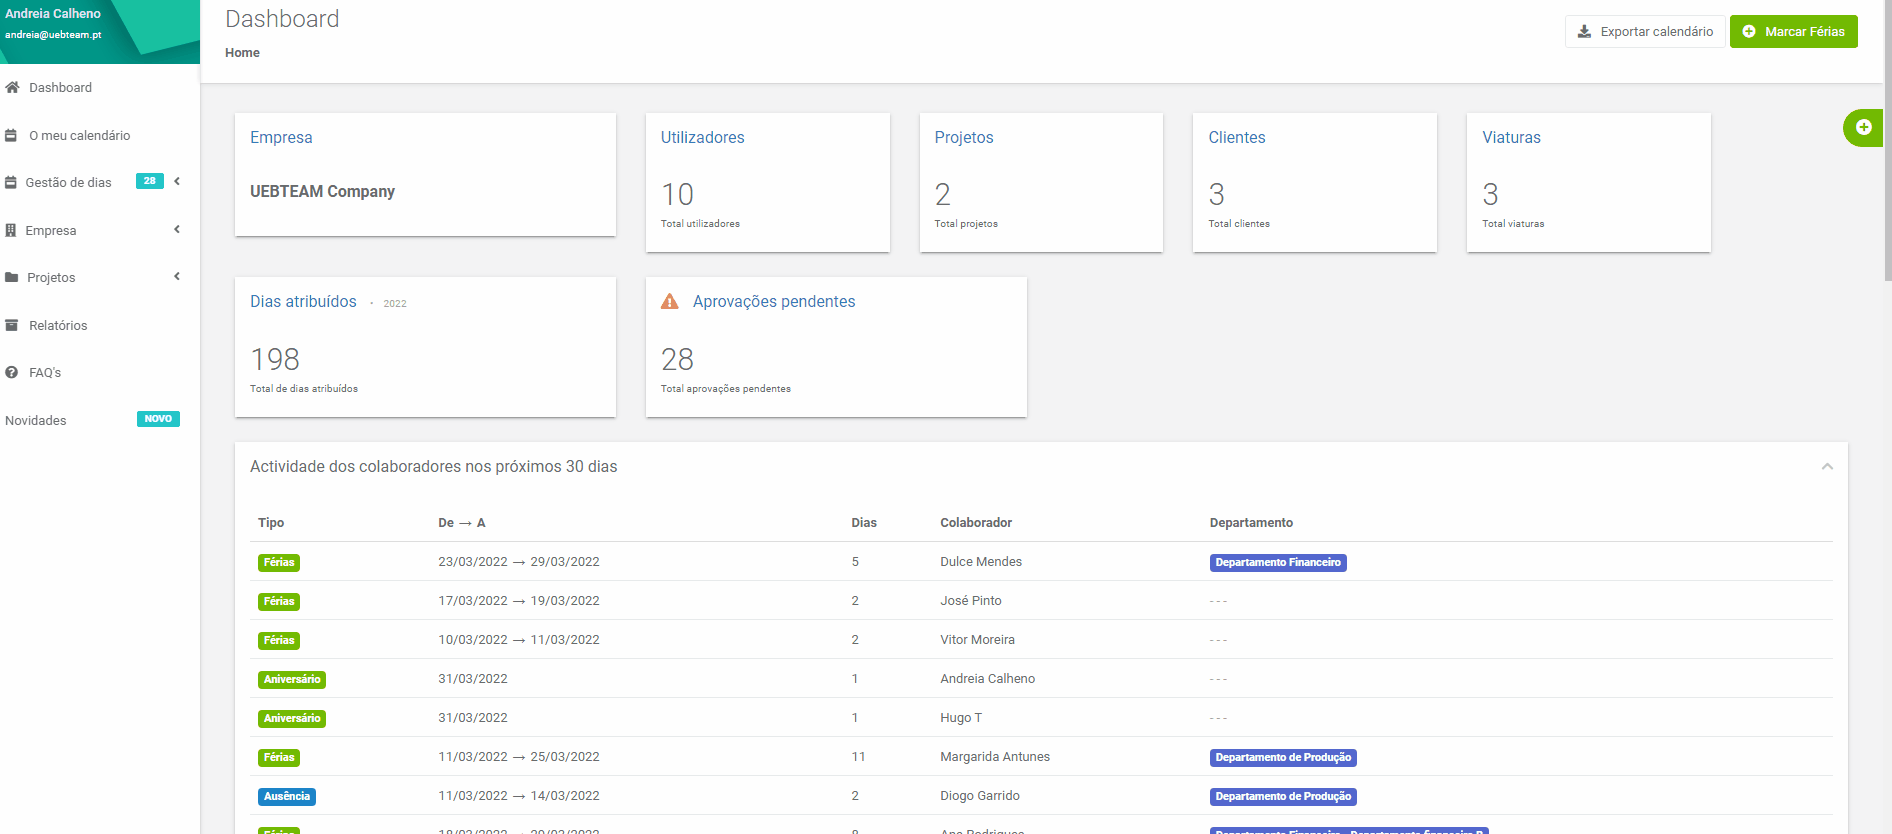 Andreia Calheno
andreia@uebteam.pt
Dashboard
O meu calendário
Gestão de dias 28
Empresa
Projetos
Relatórios
FAQ's
Novidades NOVO
Dashboard
Home
Exportar calendário
Marcar Férias
Empresa
UEBTEAM Company
Utilizadores
10
Total utilizadores
Projetos
2
Total projetos
Clientes
3
Total clientes
Viaturas
3
Total viaturas
Dias atribuídos · 2022
198
Total de dias atribuídos
Aprovações pendentes
28
Total aprovações pendentes
Actividade dos colaboradores nos próximos 30 dias
Tipo De → A Dias Colaborador Departamento
Férias 23/03/2022 → 29/03/2022 5 Dulce Mendes Departamento Financeiro
Férias 17/03/2022 → 19/03/2022 2 José Pinto ---
Férias 10/03/2022 → 11/03/2022 2 Vitor Moreira ---
Aniversário 31/03/2022 1 Andreia Calheno ---
Aniversário 31/03/2022 1 Hugo T ---
Férias 11/03/2022 → 25/03/2022 11 Margarida Antunes Departamento de Produção
Ausência 11/03/2022 → 14/03/2022 2 Diogo Garrido Departamento de Produção
Férias Ana Rodrigues